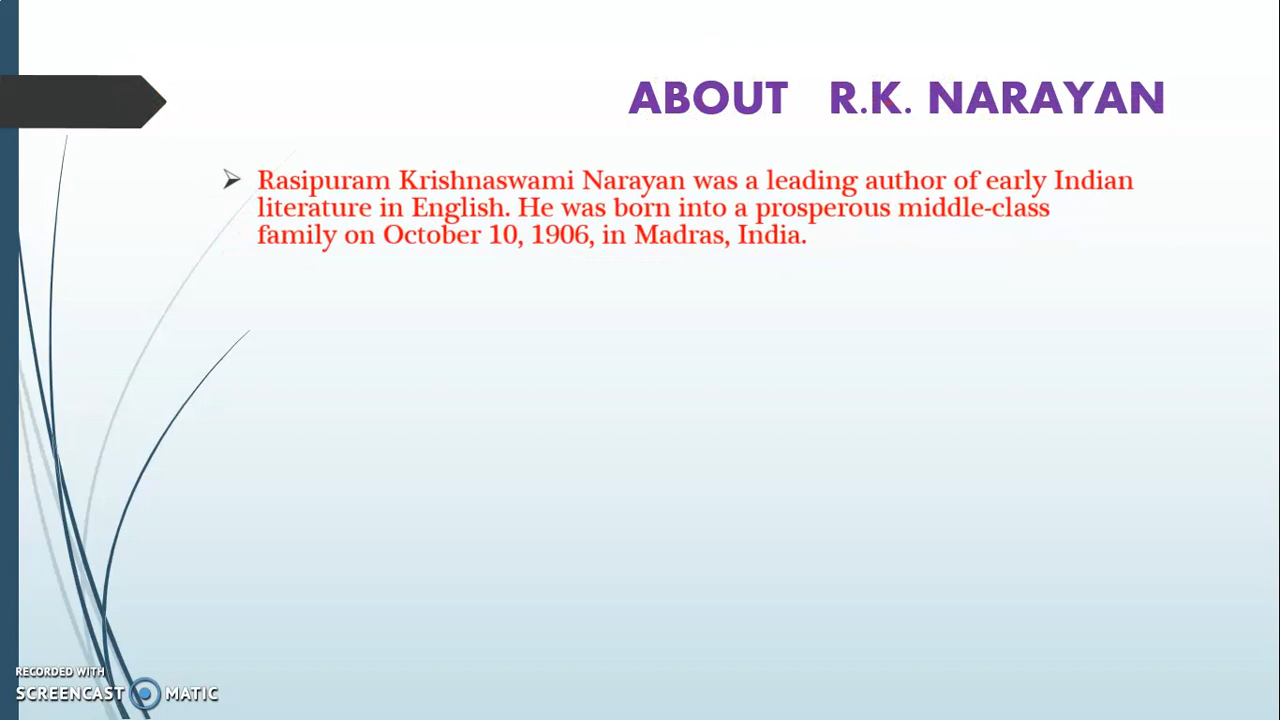 ABOUT R.K. NARAYAN
Rasipuram Krishnaswami Narayan was a leading author of early Indian
literature in English. He was born into a prosperous middle-class
family on October 10, 1906, in Madras, India.
RECORDED WITH
SCREENCAST MATIC